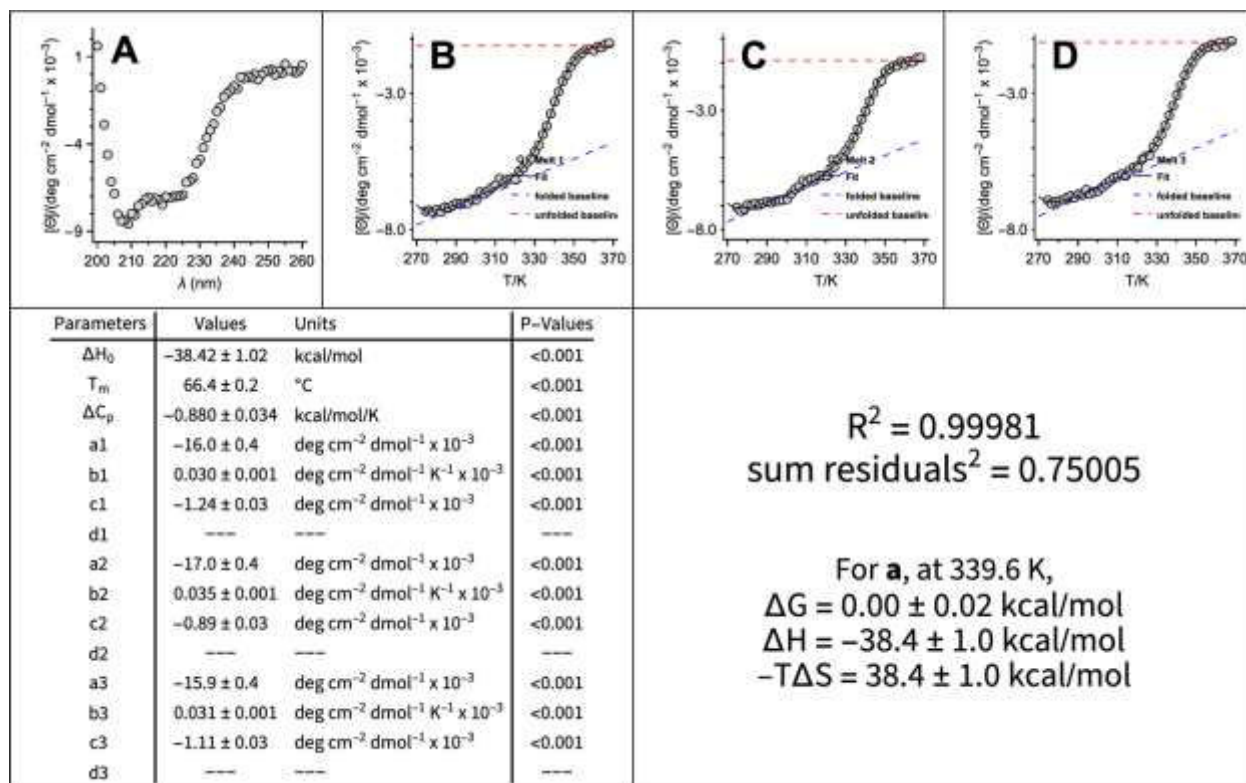 A
[Θ]/(deg cm⁻² dmol⁻¹ x 10⁻³)
1
−4
−9
200 210 220 230 240 250 260
λ (nm)
B
[Θ]/(deg cm⁻² dmol⁻¹ x 10⁻³)
−3.0
−8.0
Melt 1
Fit
folded baseline
unfolded baseline
270 290 310 330 350 370
T/K
C
[Θ]/(deg cm⁻² dmol⁻¹ x 10⁻³)
−3.0
−8.0
Melt 2
Fit
folded baseline
unfolded baseline
270 290 310 330 350 370
T/K
D
[Θ]/(deg cm⁻² dmol⁻¹ x 10⁻³)
−3.0
−8.0
Melt 3
Fit
folded baseline
unfolded baseline
270 290 310 330 350 370
T/K
Parameters Values Units P−Values
ΔH₀ −38.42 ± 1.02 kcal/mol <0.001
Tₘ 66.4 ± 0.2 °C <0.001
ΔCₚ −0.880 ± 0.034 kcal/mol/K <0.001
a1 −16.0 ± 0.4 deg cm⁻² dmol⁻¹ x 10⁻³ <0.001
b1 0.030 ± 0.001 deg cm⁻² dmol⁻¹ K⁻¹ x 10⁻³ <0.001
c1 −1.24 ± 0.03 deg cm⁻² dmol⁻¹ x 10⁻³ <0.001
d1 −−− −−− −−−
a2 −17.0 ± 0.4 deg cm⁻² dmol⁻¹ x 10⁻³ <0.001
b2 0.035 ± 0.001 deg cm⁻² dmol⁻¹ K⁻¹ x 10⁻³ <0.001
c2 −0.89 ± 0.03 deg cm⁻² dmol⁻¹ x 10⁻³ <0.001
d2 −−− −−− −−−
a3 −15.9 ± 0.4 deg cm⁻² dmol⁻¹ x 10⁻³ <0.001
b3 0.031 ± 0.001 deg cm⁻² dmol⁻¹ K⁻¹ x 10⁻³ <0.001
c3 −1.11 ± 0.03 deg cm⁻² dmol⁻¹ x 10⁻³ <0.001
d3 −−− −−− −−−
R² = 0.99981
sum residuals² = 0.75005
For a, at 339.6 K,
ΔG = 0.00 ± 0.02 kcal/mol
ΔH = −38.4 ± 1.0 kcal/mol
−TΔS = 38.4 ± 1.0 kcal/mol